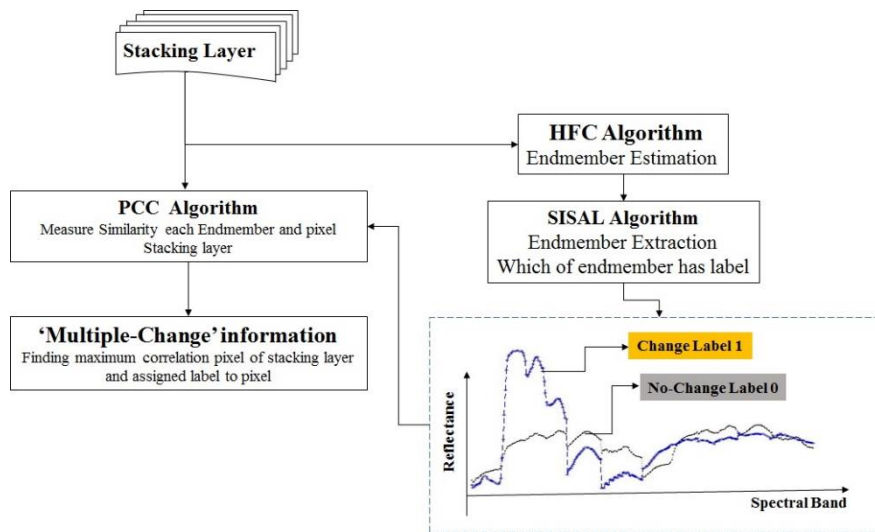 Stacking Layer
HFC Algorithm
Endmember Estimation
PCC Algorithm
Measure Similarity each Endmember and pixel
Stacking layer
SISAL Algorithm
Endmember Extraction
Which of endmember has label
‘Multiple-Change’ information
Finding maximum correlation pixel of stacking layer
and assigned label to pixel
Change Label 1
No-Change Label 0
Reflectance
Spectral Band